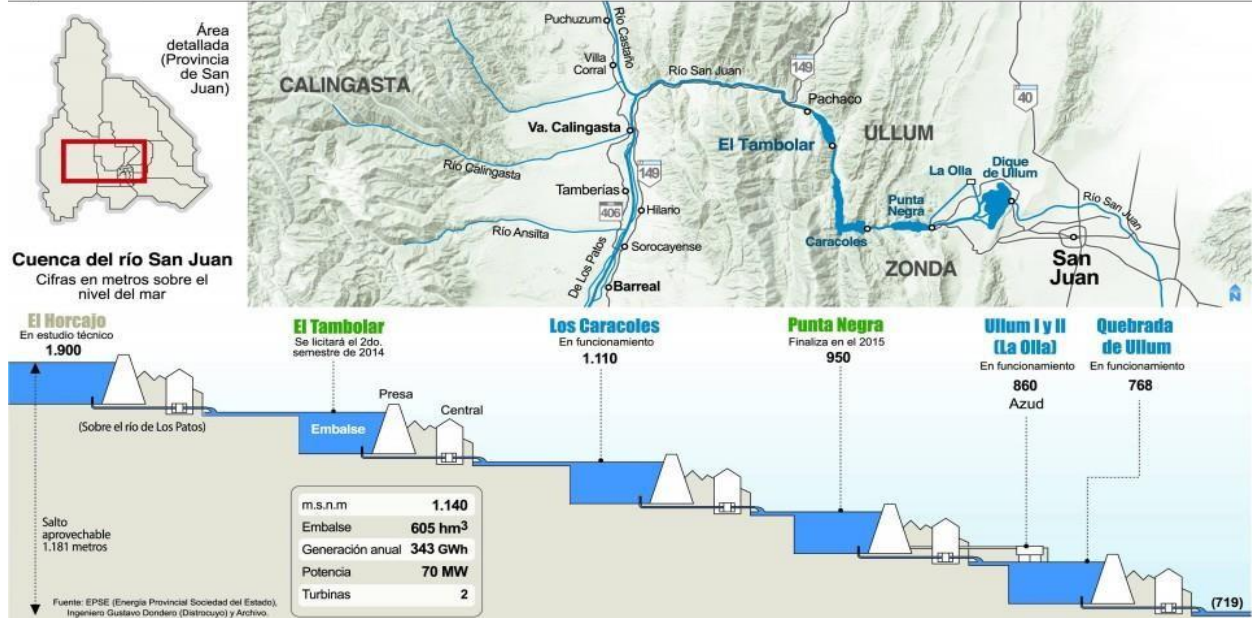 Área
detallada
(Provincia
de San
Juan)
Cuenca del río San Juan
Cifras en metros sobre el
nivel del mar
Puchuzum
Río Castaño
Villa
Corral
CALINGASTA
Río San Juan
149
40
Pachaco
Va. Calingasta
ULLUM
El Tambolar
Río Calingasta
149
La Olla
Dique
de Ullum
Tamberías
406
Hilario
Punta
Negra
Río San Juan
Río Ansilta
Sorocayense
Caracoles
De Los Patos
ZONDA
San
Juan
Barreal
N
El Horcajo
En estudio técnico
1.900
El Tambolar
Se licitará el 2do.
semestre de 2014
Los Caracoles
En funcionamiento
1.110
Punta Negra
Finaliza en el 2015
950
Ullum I y II
(La Olla)
En funcionamiento
860
Azud
Quebrada
de Ullum
En funcionamiento
768
(Sobre el río de Los Patos)
Embalse
Presa
Central
Salto
aprovechable
1.181 metros
m.s.n.m 1.140
Embalse 605 hm3
Generación anual 343 GWh
Potencia 70 MW
Turbinas 2
(719)
Fuente: EPSE (Energía Provincial Sociedad del Estado),
Ingeniero Gustavo Dondero (Distrocuyo) y Archivo.